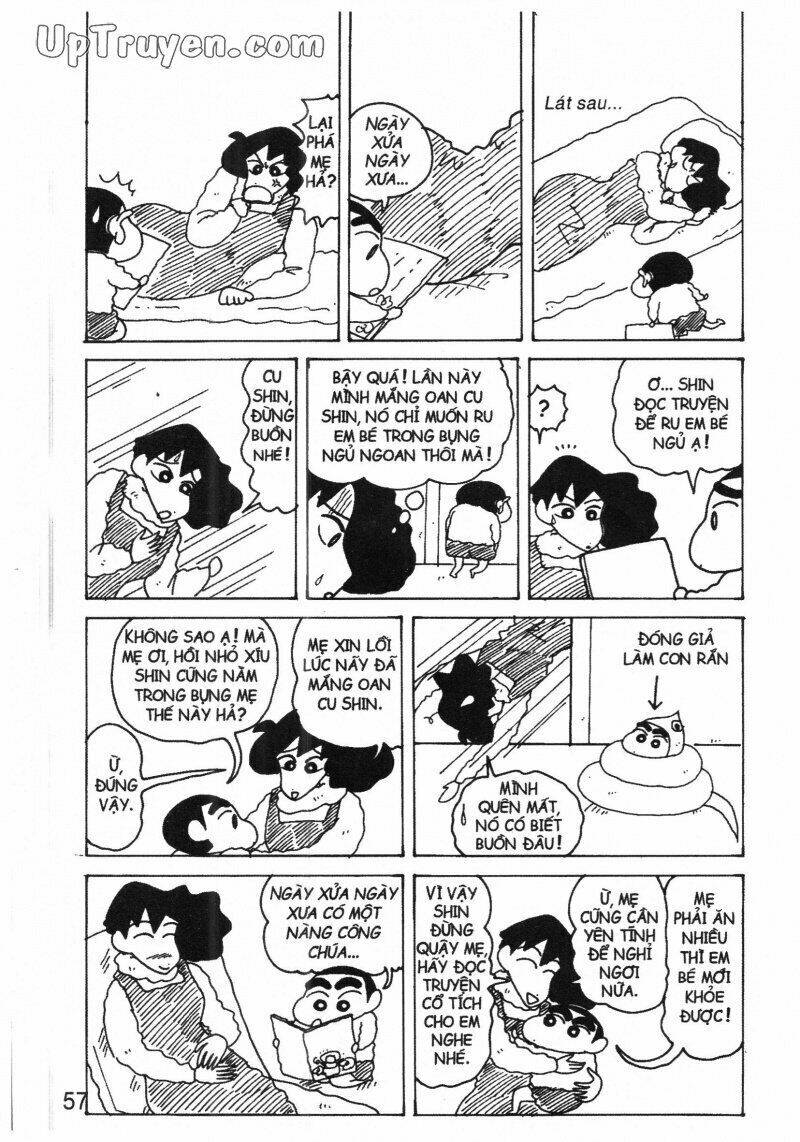 UpTruyen.com
Lát sau...
NGÀY
XỬA
NGÀY
XƯA...
LẠI
PHÁ
MẸ
HẢ?
Ơ... SHIN
ĐỌC TRUYỆN
ĐỂ RU EM BÉ
NGỦ Ạ!
?
BẬY QUÁ! LẦN NÀY
MÌNH MẮNG OAN CU
SHIN, NÓ CHỈ MUỐN RU
EM BÉ TRONG BỤNG
NGỦ NGOAN THÔI MÀ!
CU
SHIN,
ĐỪNG
BUỒN
NHÉ!
ĐỐNG GIẢ
LÀM CON RẮN
MÌNH
QUÊN MẤT,
NÓ CÓ BIẾT
BUỒN ĐÂU!
MẸ XIN LỖI
LÚC NÃY ĐÃ
MẮNG OAN
CU SHIN.
KHÔNG SAO Ạ! MÀ
MẸ ƠI, HỒI NHỎ XÍU
SHIN CŨNG NẰM
TRONG BỤNG MẸ
THẾ NÀY HẢ?
Ừ,
ĐÚNG
VẬY.
MẸ
PHẢI ĂN
NHIỀU
THÌ EM
BÉ MỚI
KHỎE
ĐƯỢC!
Ừ, MẸ
CŨNG CẦN
YÊN TĨNH
ĐỂ NGHỈ
NGƠI
NỮA.
VÌ VẬY
SHIN
ĐỪNG
QUẬY MẸ,
HÃY ĐỌC
TRUYỆN
CỔ TÍCH
CHO EM
NGHE
NHÉ.
NGÀY XỬA NGÀY
XƯA CÓ MỘT
NÀNG CÔNG
CHÚA...
57